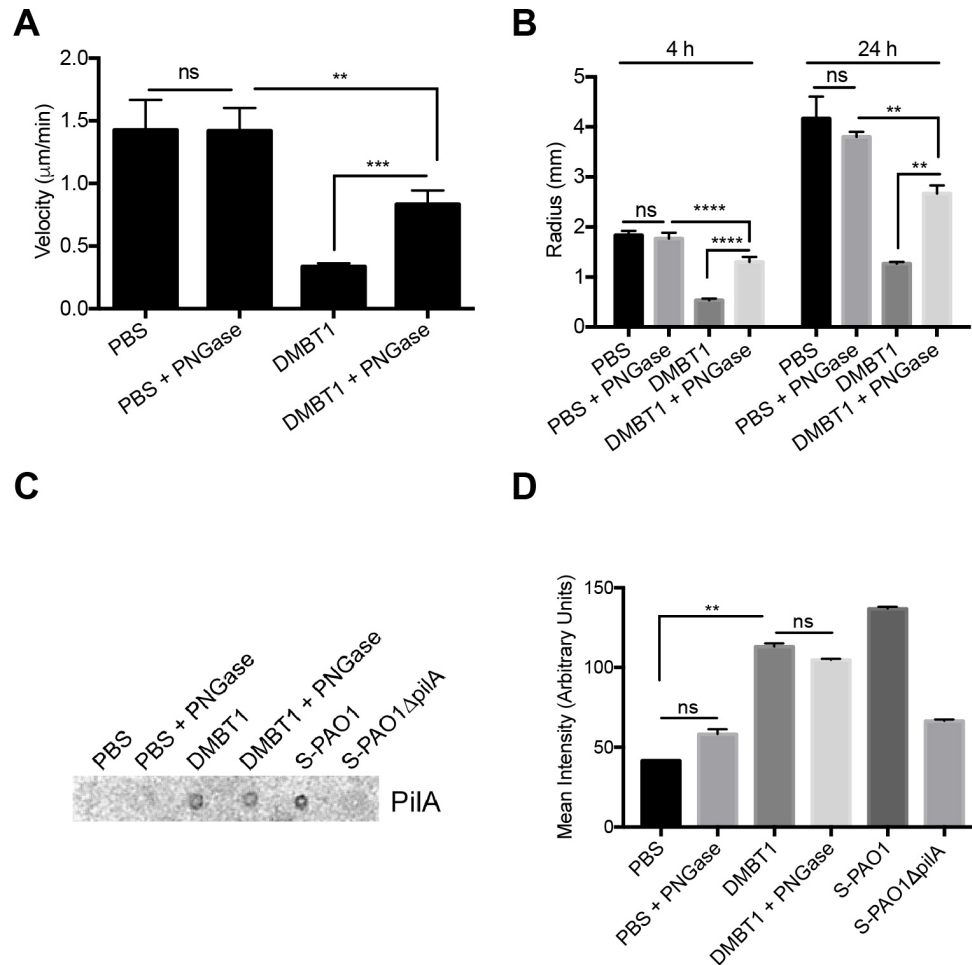 A
Velocity (μm/min)
2.0
1.5
1.0
0.5
0.0
ns
**
***
PBS
PBS + PNGase
DMBT1
DMBT1 + PNGase
B
4 h
24 h
Radius (mm)
5
4
3
2
1
0
ns
****
****
ns
**
**
PBS
PBS + PNGase
DMBT1
DMBT1 + PNGase
PBS
PBS + PNGase
DMBT1
DMBT1 + PNGase
C
PBS
PBS + PNGase
DMBT1
DMBT1 + PNGase
S-PAO1
S-PAO1ΔpilA
PilA
D
Mean Intensity (Arbitrary Units)
150
100
50
0
ns
**
ns
PBS
PBS + PNGase
DMBT1
DMBT1 + PNGase
S-PAO1
S-PAO1ΔpilA